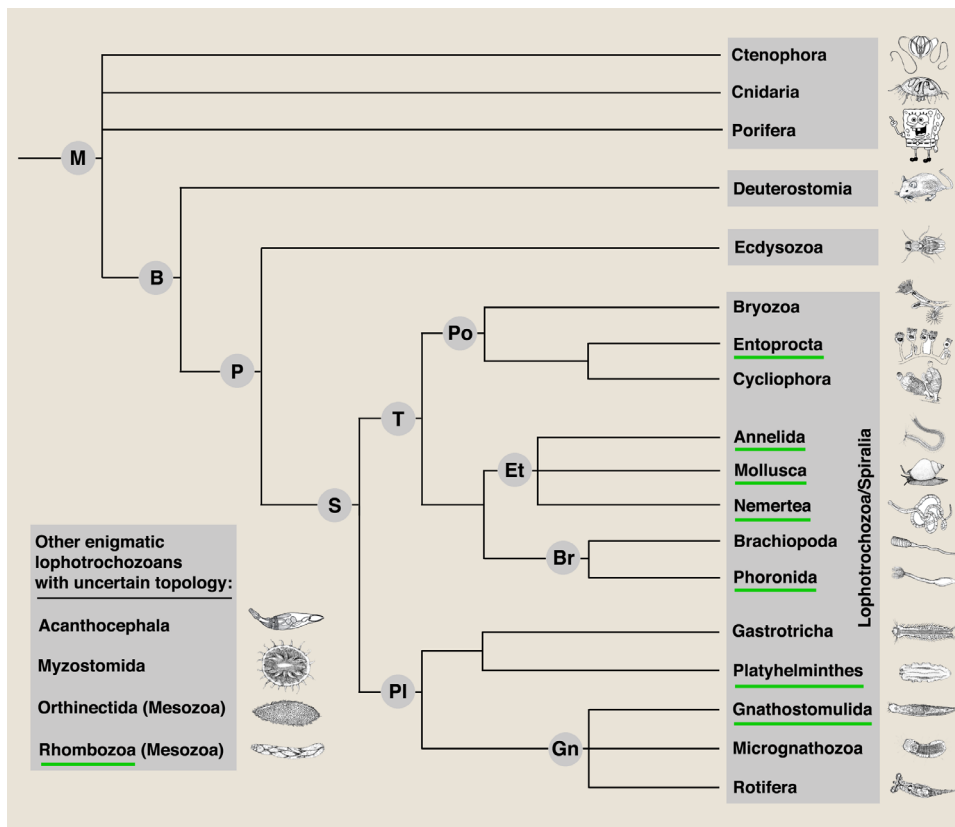 Ctenophora
Cnidaria
Porifera
M
Deuterostomia
Ecdysozoa
B
Bryozoa
Po
Entoprocta
P
Cycliophora
T
Annelida
Et
Mollusca
S
Nemertea
Brachiopoda
Br
Phoronida
Lophotrochozoa/Spiralia
Gastrotricha
Pl
Platyhelminthes
Gnathostomulida
Gn
Micrognathozoa
Rotifera
Other enigmatic
lophotrochozoans
with uncertain topology:
Acanthocephala
Myzostomida
Orthinectida (Mesozoa)
Rhombozoa (Mesozoa)